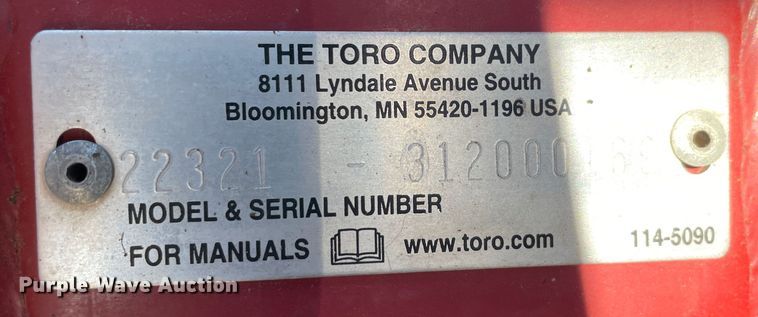 THE TORO COMPANY
8111 Lyndale Avenue South
Bloomington, MN 55420-1196 USA
22321 -
MODEL & SERIAL NUMBER
FOR MANUALS www.toro.com 114-5090
Purple Wave Auction